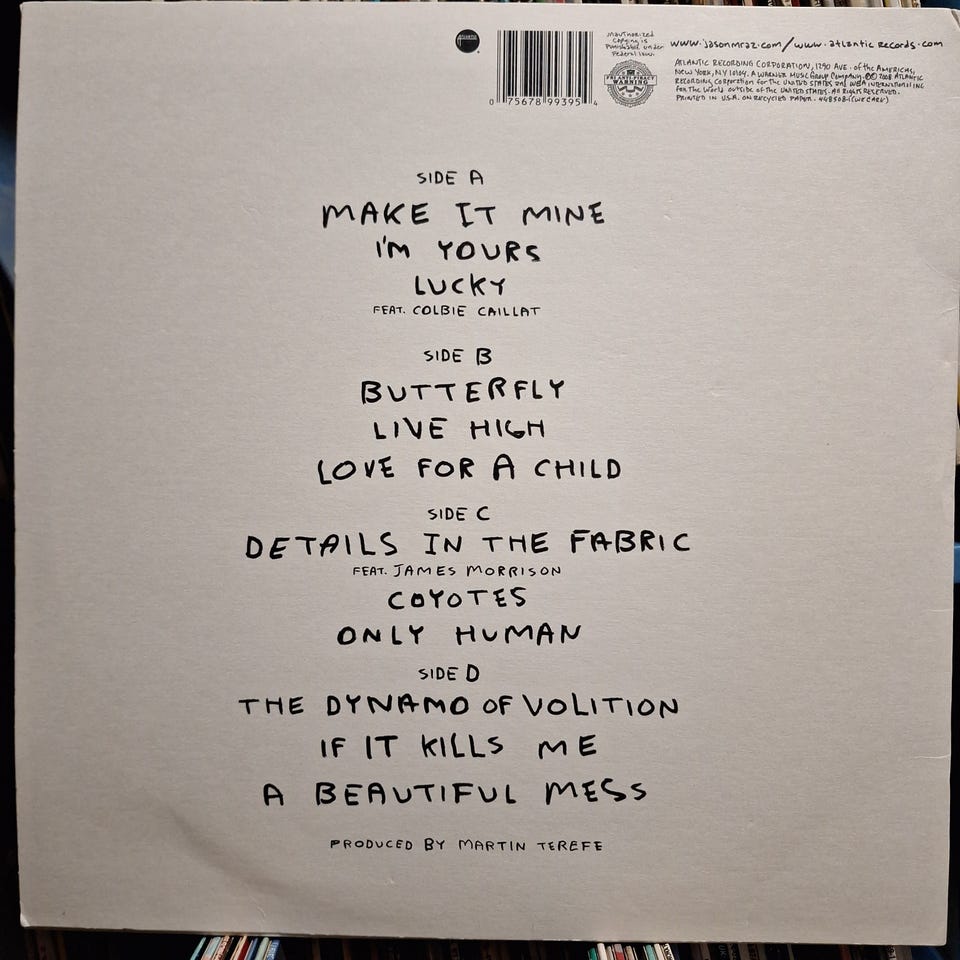 0 75678 99395 4
unauthorized
copying is
punishable under
federal law.
FBI ANTI-PIRACY
WARNING
www.jasonmraz.com/www.atlanticrecords.com
ATLANTIC RECORDING CORPORATION, 1290 AVE. of the AMERICAS,
NEW YORK, NY 10104. A WARNER MUSIC Group Company. ©℗ 2008 ATLANTIC
RECORDING Corporation for the UNITED STATES and WEA INTERNATIONAL INC
for the World outside of the UNITED STATES. All Rights RESERVED.
PRINTED IN U.S.A. ON RECYCLED PAPER.
SIDE A
MAKE IT MINE
I'M YOURS
LUCKY
FEAT. COLBIE CAILLAT
SIDE B
BUTTERFLY
LIVE HIGH
LOVE FOR A CHILD
SIDE C
DETAILS IN THE FABRIC
FEAT. JAMES MORRISON
COYOTES
ONLY HUMAN
SIDE D
THE DYNAMO OF VOLITION
IF IT KILLS ME
A BEAUTIFUL MESS
PRODUCED BY MARTIN TEREFE